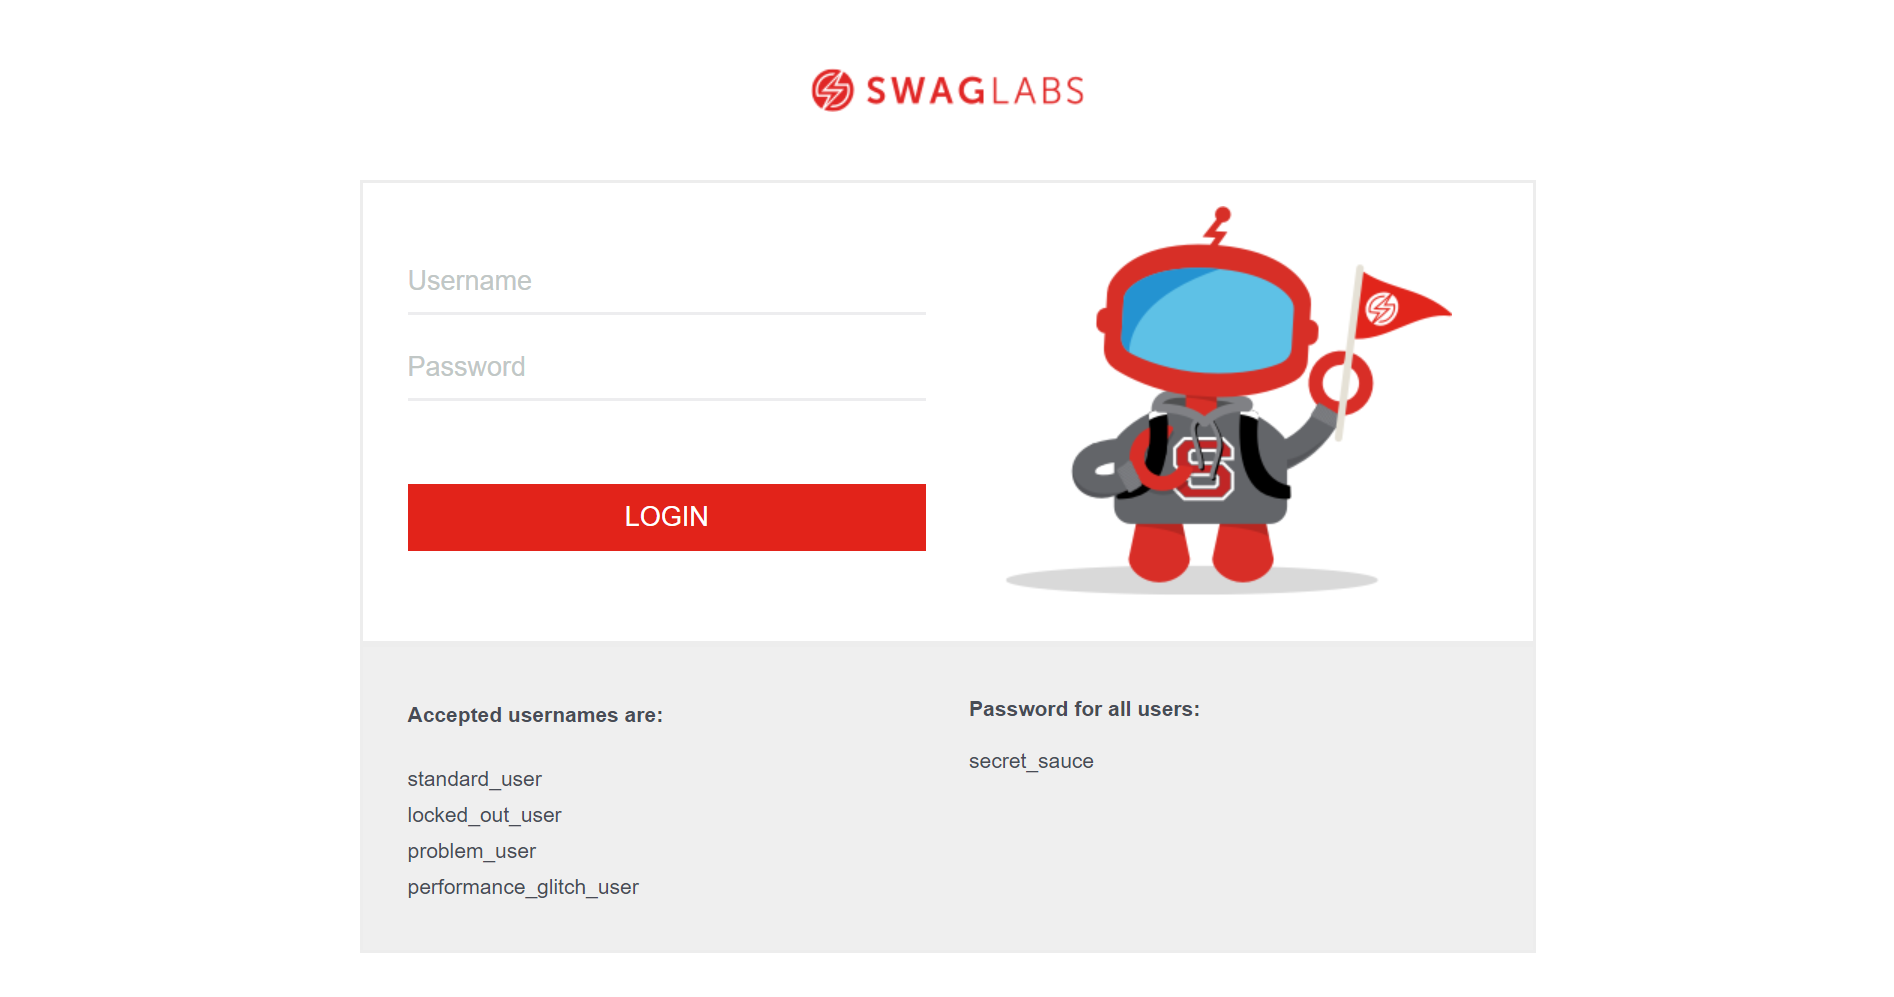 SWAGLABS
Username
Password
LOGIN
S
Accepted usernames are:
standard_user
locked_out_user
problem_user
performance_glitch_user
Password for all users:
secret_sauce